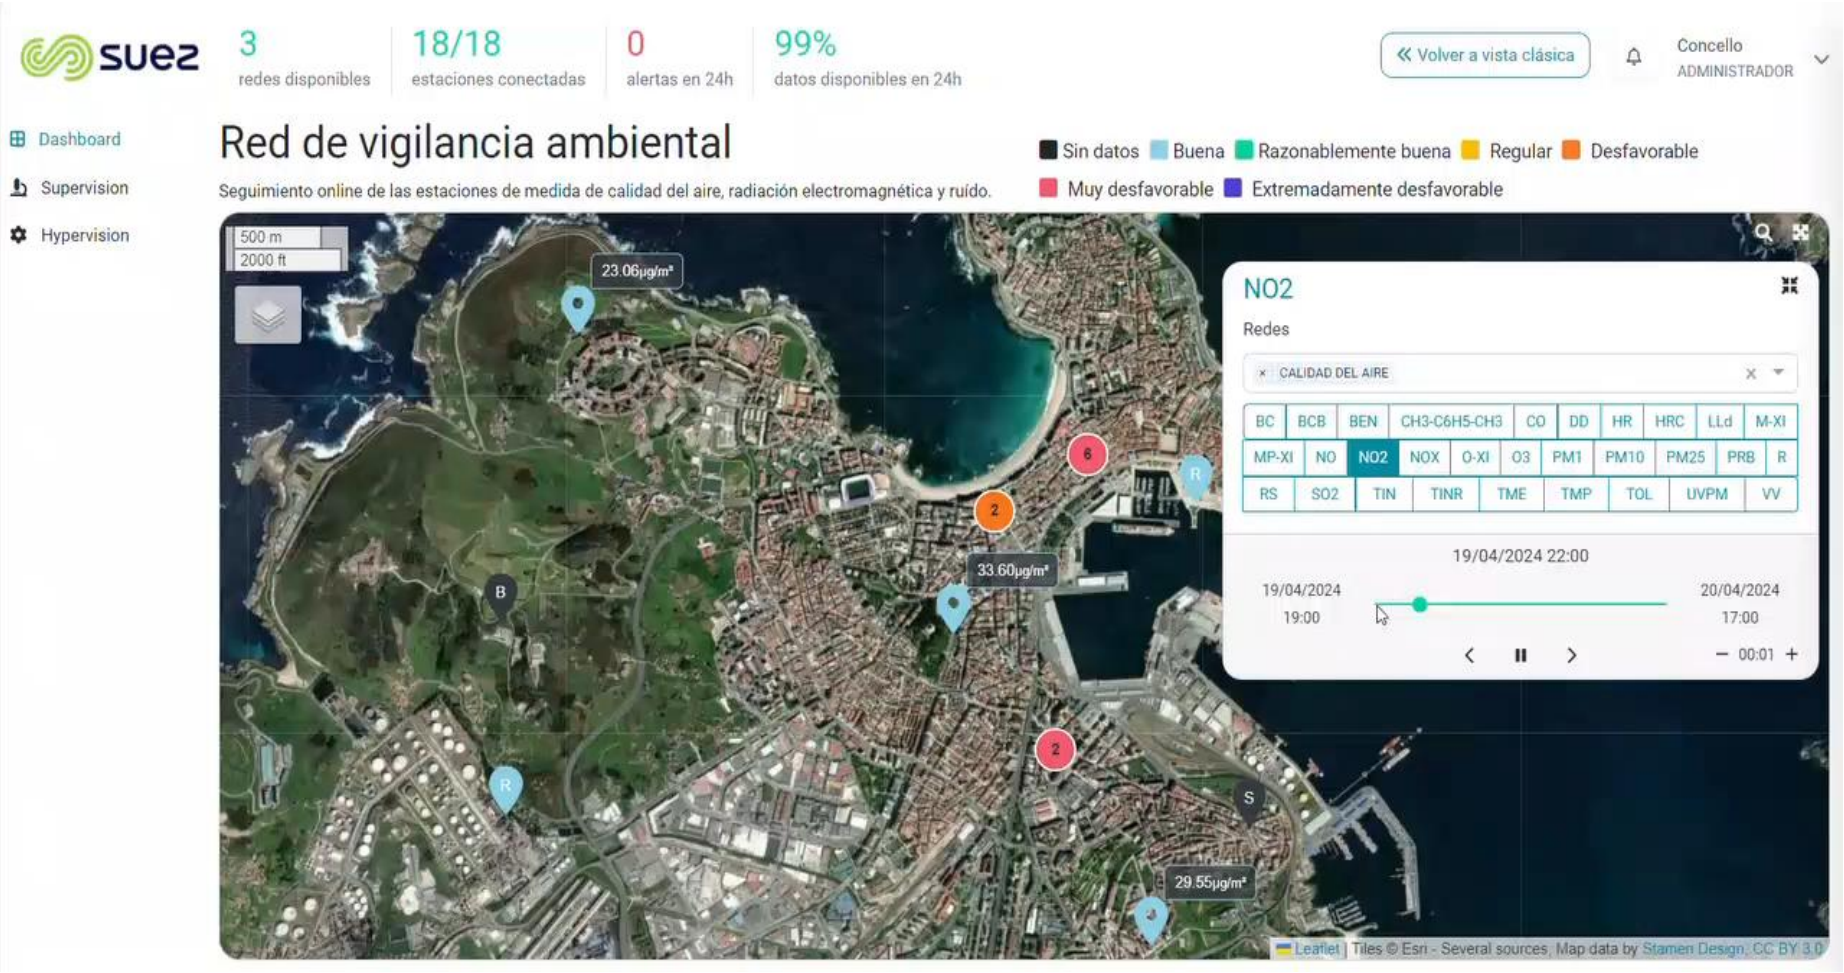 suez
3
redes disponibles
18/18
estaciones conectadas
0
alertas en 24h
99%
datos disponibles en 24h
Volver a vista clásica
Concello
ADMINISTRADOR
Dashboard
Supervision
Hypervision
Red de vigilancia ambiental
Seguimiento online de las estaciones de medida de calidad del aire, radiación electromagnética y ruído.
Sin datos Buena Razonablemente buena Regular Desfavorable
Muy desfavorable Extremadamente desfavorable
500 m
2000 ft
23.06µg/m³
6
R
2
33.60µg/m³
B
2
R
S
29.55µg/m³
NO2
Redes
× CALIDAD DEL AIRE x
BC BCB BEN CH3-C6H5-CH3 CO DD HR HRC LLd M-XI
MP-XI NO NO2 NOX O-XI O3 PM1 PM10 PM25 PRB R
RS SO2 TIN TINR TME TMP TOL UVPM VV
19/04/2024 22:00
19/04/2024
19:00
20/04/2024
17:00
− 00:01 +
Leaflet | Tiles © Esri - Several sources, Map data by Stamen Design, CC BY 3.0